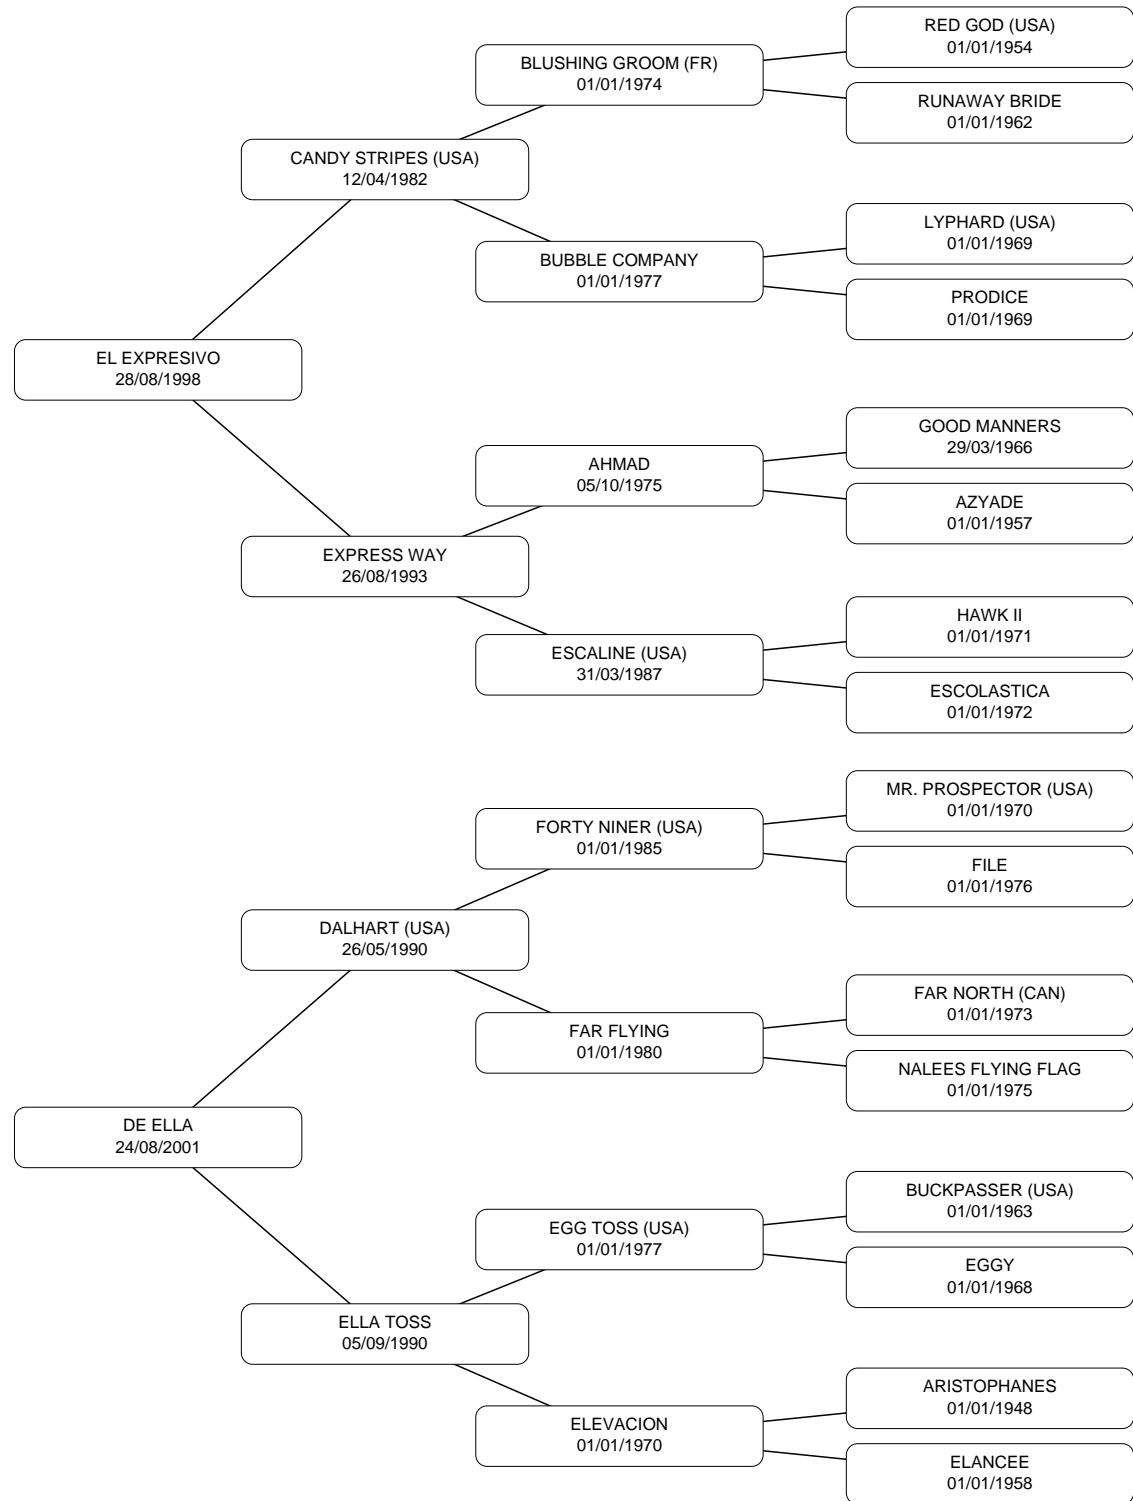 RED GOD (USA)
01/01/1954
BLUSHING GROOM (FR)
01/01/1974
RUNAWAY BRIDE
01/01/1962
CANDY STRIPES (USA)
12/04/1982
LYPHARD (USA)
01/01/1969
BUBBLE COMPANY
01/01/1977
PRODICE
01/01/1969
EL EXPRESIVO
28/08/1998
GOOD MANNERS
29/03/1966
AHMAD
05/10/1975
AZYADE
01/01/1957
EXPRESS WAY
26/08/1993
HAWK II
01/01/1971
ESCALINE (USA)
31/03/1987
ESCOLASTICA
01/01/1972
MR. PROSPECTOR (USA)
01/01/1970
FORTY NINER (USA)
01/01/1985
FILE
01/01/1976
DALHART (USA)
26/05/1990
FAR NORTH (CAN)
01/01/1973
FAR FLYING
01/01/1980
NALEES FLYING FLAG
01/01/1975
DE ELLA
24/08/2001
BUCKPASSER (USA)
01/01/1963
EGG TOSS (USA)
01/01/1977
EGGY
01/01/1968
ELLA TOSS
05/09/1990
ARISTOPHANES
01/01/1948
ELEVACION
01/01/1970
ELANCEE
01/01/1958